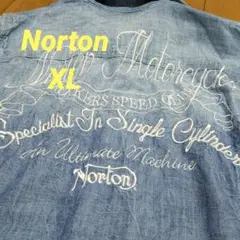 Norton
XL
Motorcycle
SPEED
Specialist In Single Cylinder
An Ultimate Machine
Norton